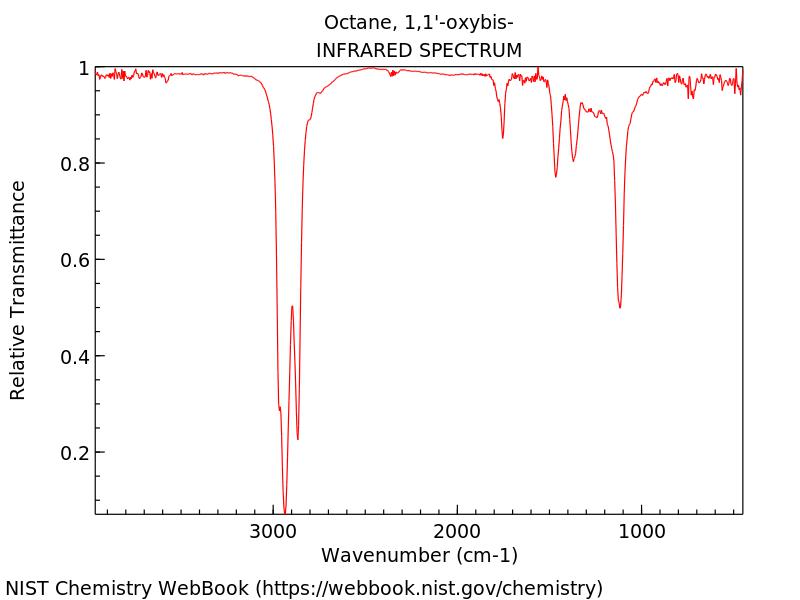 Octane, 1,1'-oxybis-
INFRARED SPECTRUM
1
0.8
0.6
0.4
0.2
Relative Transmittance
3000 2000 1000
Wavenumber (cm-1)
NIST Chemistry WebBook (https://webbook.nist.gov/chemistry)